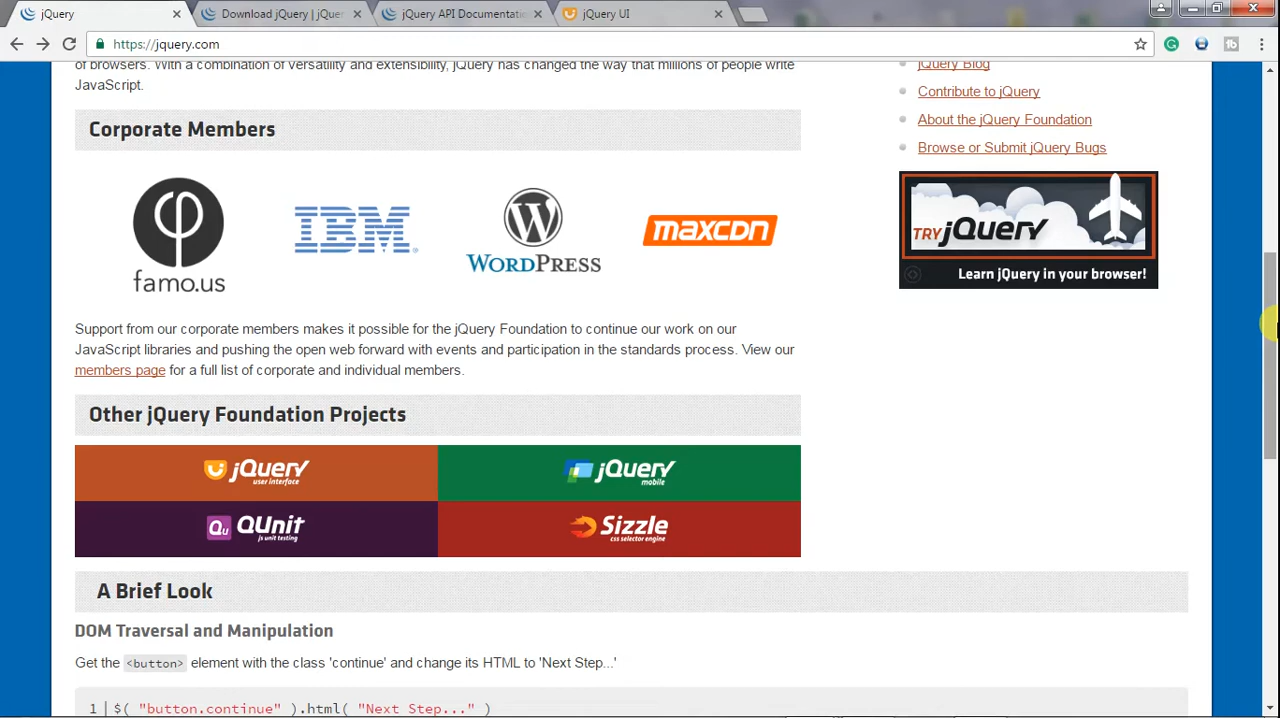 jQuery
Download jQuery | jQue
jQuery API Documentatio
jQuery UI
https://jquery.com
of browsers. With a combination of versatility and extensibility, jQuery has changed the way that millions of people write
JavaScript.
jQuery Blog
Contribute to jQuery
About the jQuery Foundation
Browse or Submit jQuery Bugs
TRY jQuery
Learn jQuery in your browser!
Corporate Members
famo.us
IBM
WORDPRESS
maxcdn
Support from our corporate members makes it possible for the jQuery Foundation to continue our work on our
JavaScript libraries and pushing the open web forward with events and participation in the standards process. View our
members page for a full list of corporate and individual members.
Other jQuery Foundation Projects
jQuery
user interface
jQuery
mobile
Qu QUnit
js unit testing
Sizzle
css selector engine
A Brief Look
DOM Traversal and Manipulation
Get the <button> element with the class 'continue' and change its HTML to 'Next Step...'
1 $( "button.continue" ).html( "Next Step..." )